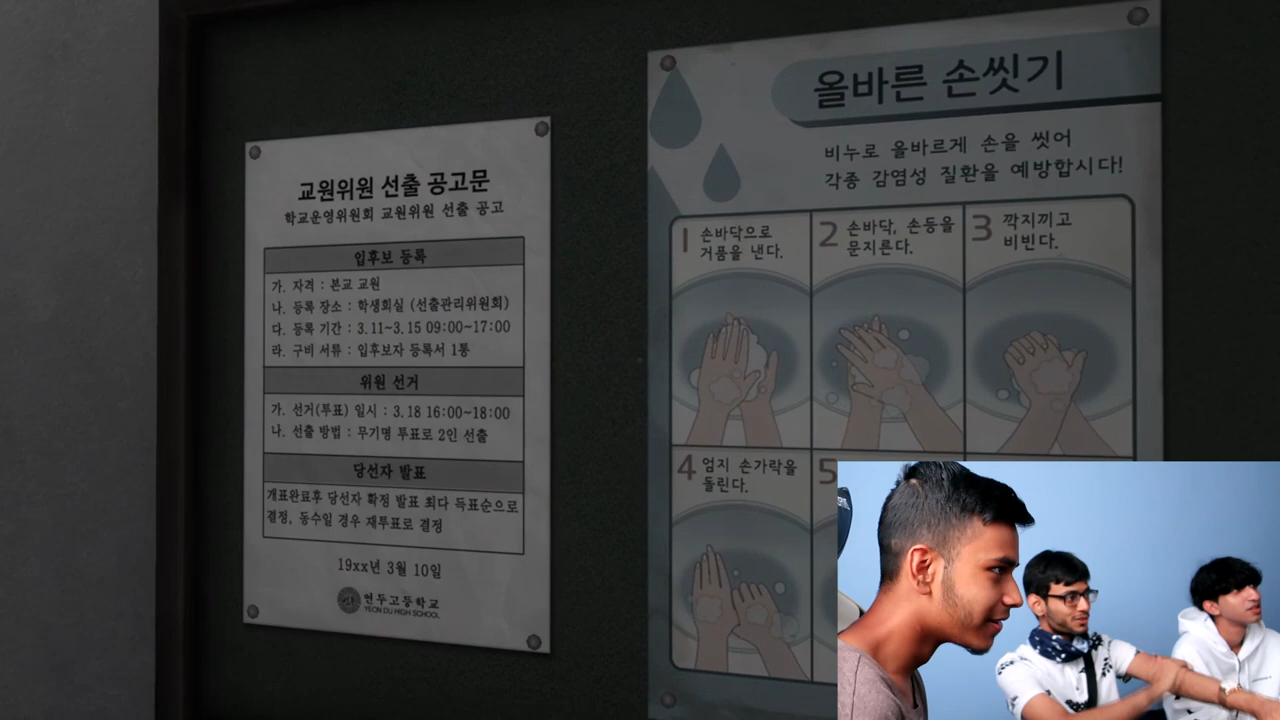 교원위원 선출 공고문
학교운영위원회 교원위원 선출 공고
입후보 등록
가. 자격 : 본교 교원
나. 등록 장소 : 학생회실 (선출관리위원회)
다. 등록 기간 : 3.11~3.15 09:00~17:00
라. 구비 서류 : 입후보자 등록서 1통
위원 선거
가. 선거(투표) 일시 : 3.18 16:00~18:00
나. 선출 방법 : 무기명 투표로 2인 선출
당선자 발표
개표완료후 당선자 확정 발표 최다 득표순으로
결정, 동수일 경우 재투표로 결정
19xx년 3월 10일
연두고등학교
YEON DU HIGH SCHOOL
올바른 손씻기
비누로 올바르게 손을 씻어
각종 감염성 질환을 예방합시다!
1 손바닥으로
거품을 낸다.
2 손바닥, 손등을
문지른다.
3 깍지끼고
비빈다.
4 엄지 손가락을
돌린다.
5